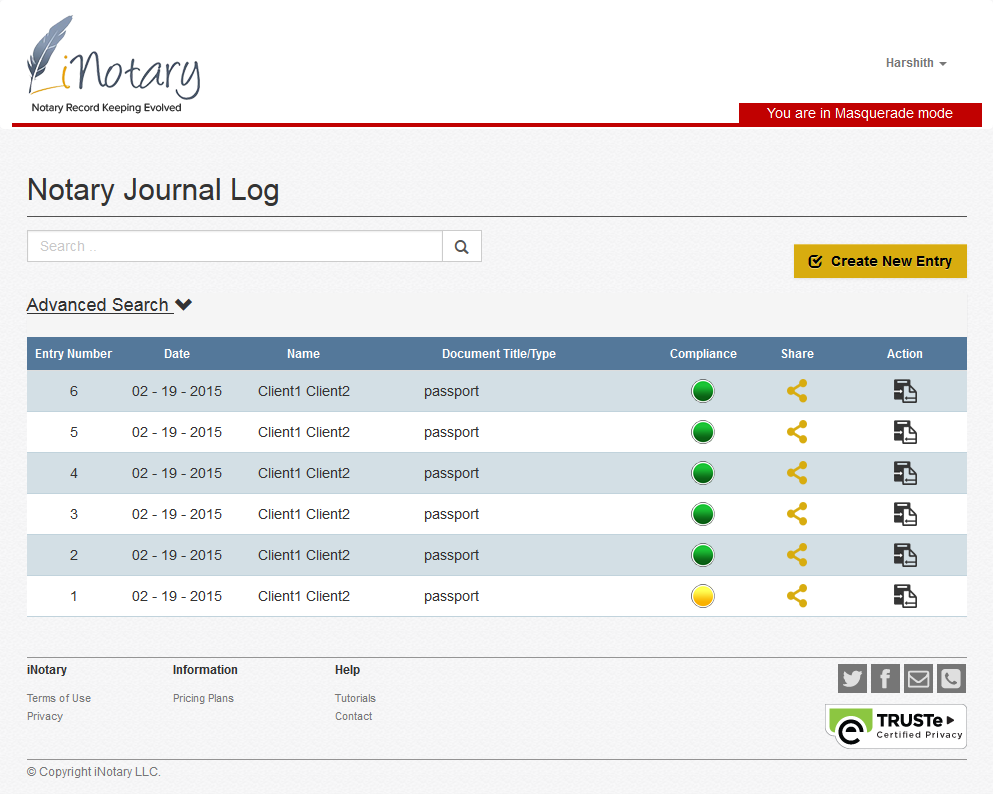 iNotary
Notary Record Keeping Evolved
Harshith
You are in Masquerade mode
Notary Journal Log
Search ..
Create New Entry
Advanced Search
Entry Number Date Name Document Title/Type Compliance Share Action
6 02 - 19 - 2015 Client1 Client2 passport
5 02 - 19 - 2015 Client1 Client2 passport
4 02 - 19 - 2015 Client1 Client2 passport
3 02 - 19 - 2015 Client1 Client2 passport
2 02 - 19 - 2015 Client1 Client2 passport
1 02 - 19 - 2015 Client1 Client2 passport
iNotary Information Help
Terms of Use Pricing Plans Tutorials
Privacy Contact
TRUSTe
Certified Privacy
© Copyright iNotary LLC.